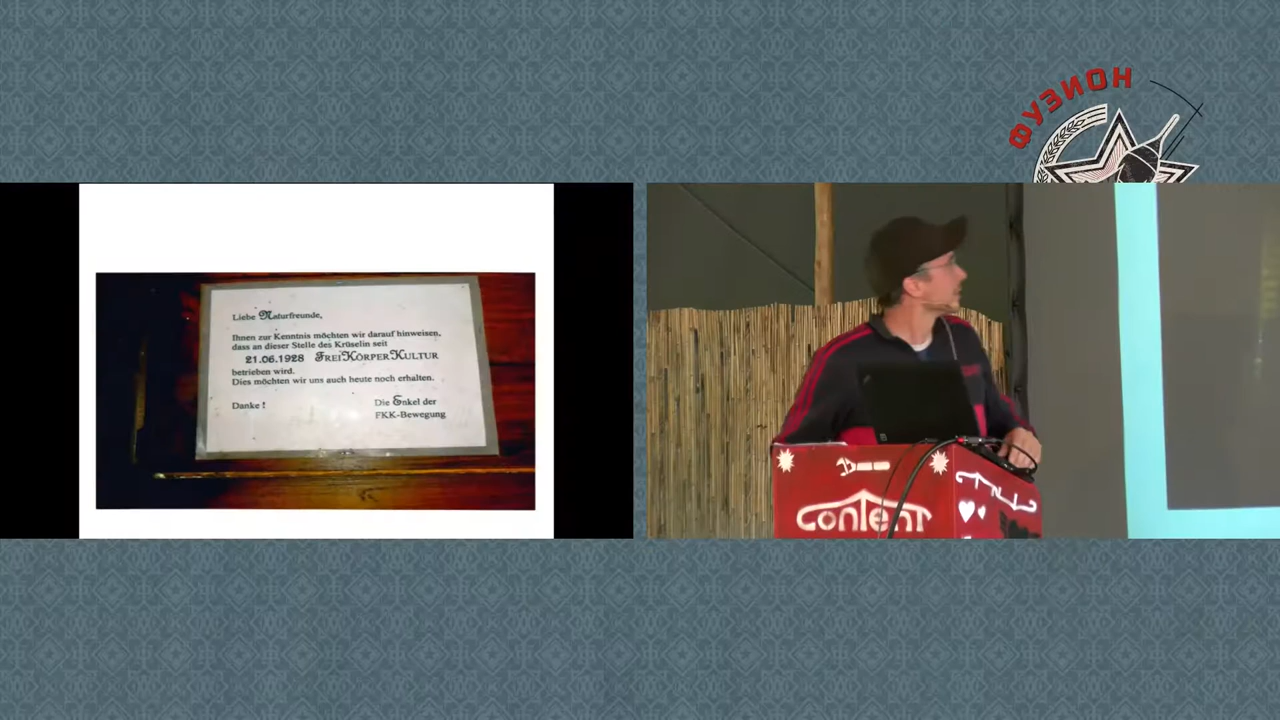 ФУЗИОН
Liebe Naturfreunde,
Ihnen zur Kenntnis möchten wir darauf hinweisen,
dass an dieser Stelle des Krüselin seit
21.06.1928 FREIKÖRPERKULTUR
betrieben wird.
Dies möchten wir uns auch heute noch erhalten.
Danke !
Die Enkel der
FKK-Bewegung
content